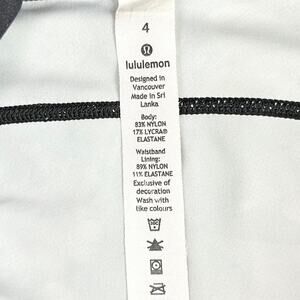 4
lululemon
Designed in
Vancouver
Made in Sri
Lanka
Body:
83% NYLON
17% LYCRA®
ELASTANE
Waistband
Lining:
89% NYLON
11% ELASTANE
Exclusive of
decoration
Wash with
like colours